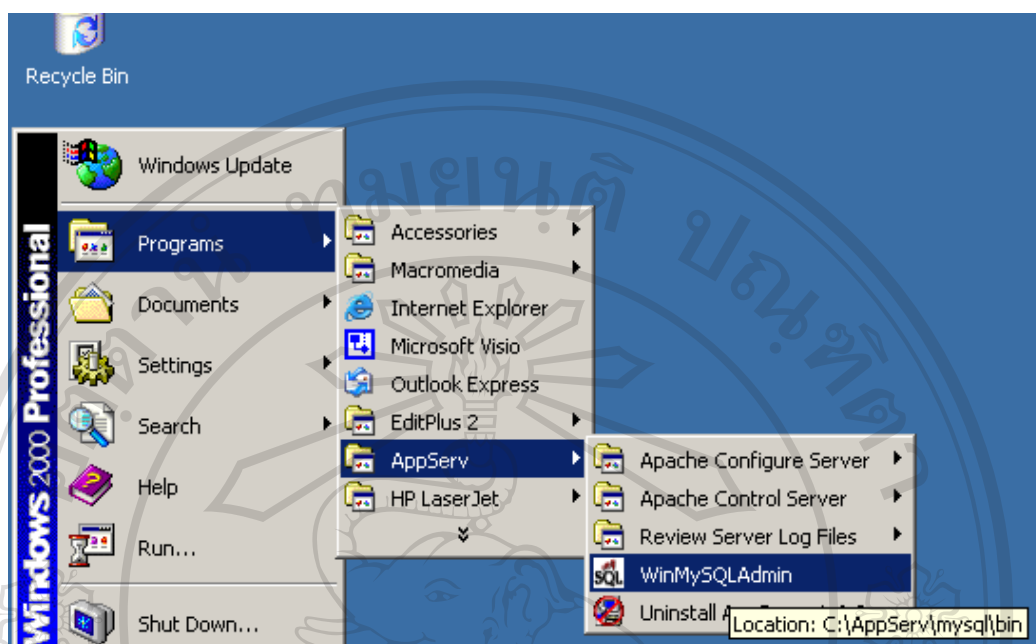 Recycle Bin
Windows 2000 Professional
Windows Update
Programs
Documents
Settings
Search
Help
Run...
Shut Down...
Accessories
Macromedia
Internet Explorer
Microsoft Visio
Outlook Express
EditPlus 2
AppServ
HP LaserJet
Apache Configure Server
Apache Control Server
Review Server Log Files
SQL
WinMySQLAdmin
Uninstall
Location: C:\AppServ\mysql\bin